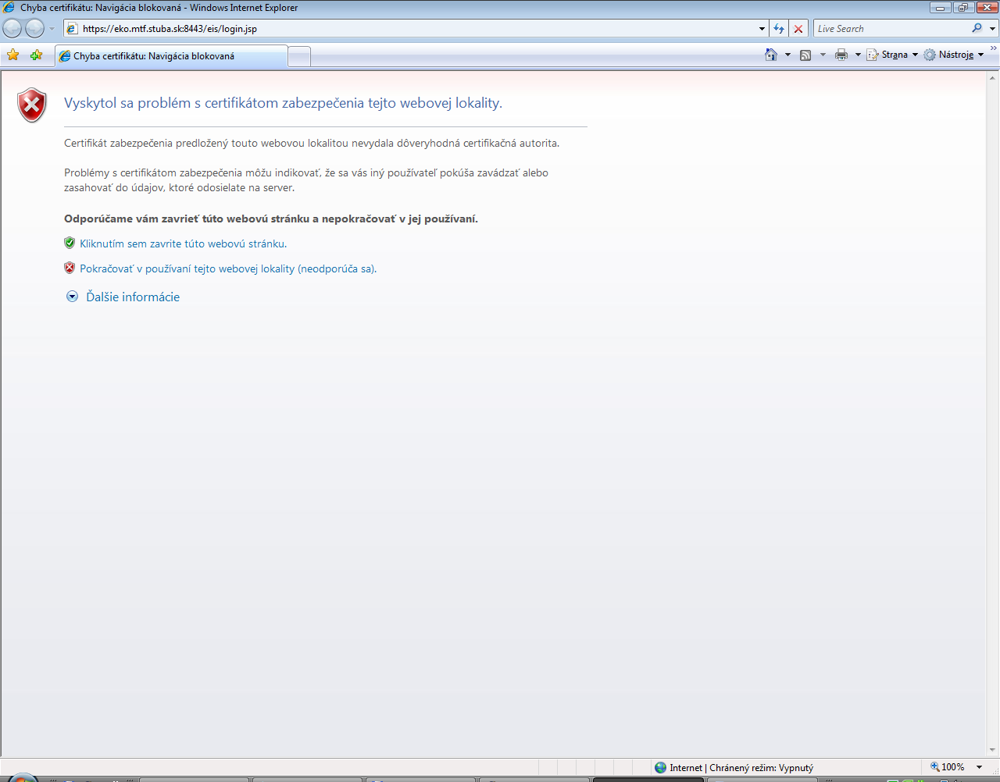 Chyba certifikátu: Navigácia blokovaná - Windows Internet Explorer
https://eko.mtf.stuba.sk:8443/eis/login.jsp
Live Search
Chyba certifikátu: Navigácia blokovaná
Strana
Nástroje
Vyskytol sa problém s certifikátom zabezpečenia tejto webovej lokality.
Certifikát zabezpečenia predložený touto webovou lokalitou nevydala dôveryhodná certifikačná autorita.
Problémy s certifikátom zabezpečenia môžu indikovať, že sa vás iný používateľ pokúša zavádzať alebo
zasahovať do údajov, ktoré odosielate na server.
Odporúčame vám zavrieť túto webovú stránku a nepokračovať v jej používaní.
Kliknutím sem zavrite túto webovú stránku.
Pokračovať v používaní tejto webovej lokality (neodporúča sa).
Ďalšie informácie
Internet | Chránený režim: Vypnutý
100%